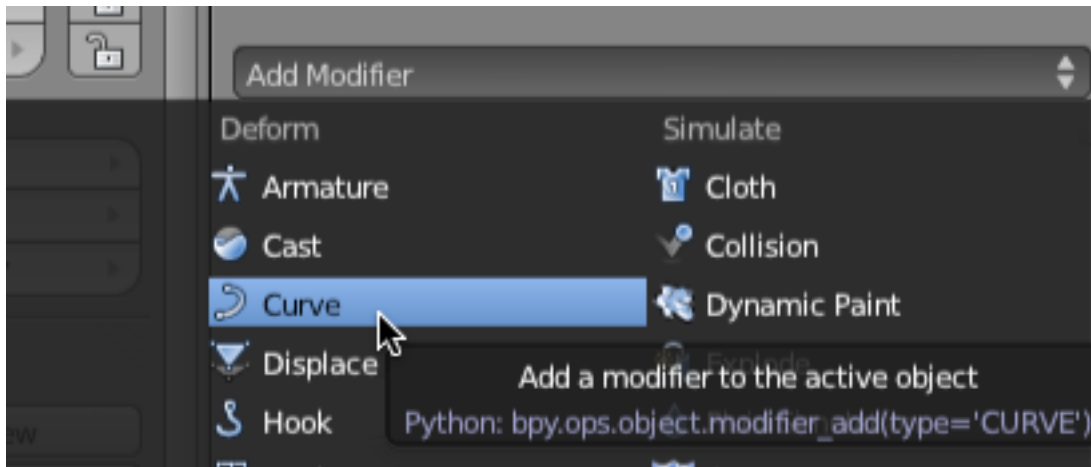 Add Modifier
Deform
Simulate
Armature
Cloth
Cast
Collision
Curve
Dynamic Paint
Displace
Explode
Add a modifier to the active object
Hook
Python: bpy.ops.object.modifier_add(type='CURVE')